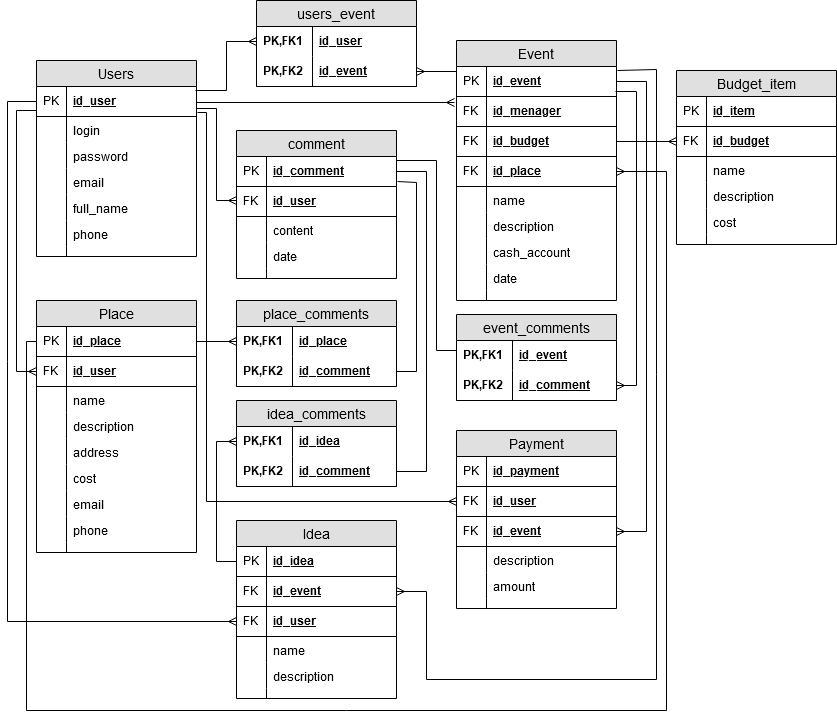 users_event
PK,FK1 id_user
PK,FK2 id_event
Users
PK id_user
login
password
email
full_name
phone
comment
PK id_comment
FK id_user
content
date
Event
PK id_event
FK id_menager
FK id_budget
FK id_place
name
description
cash_account
date
Budget_item
PK id_item
FK id_budget
name
description
cost
Place
PK id_place
FK id_user
name
description
address
cost
email
phone
place_comments
PK,FK1 id_place
PK,FK2 id_comment
event_comments
PK,FK1 id_event
PK,FK2 id_comment
idea_comments
PK,FK1 id_idea
PK,FK2 id_comment
Payment
PK id_payment
FK id_user
FK id_event
description
amount
Idea
PK id_idea
FK id_event
FK id_user
name
description